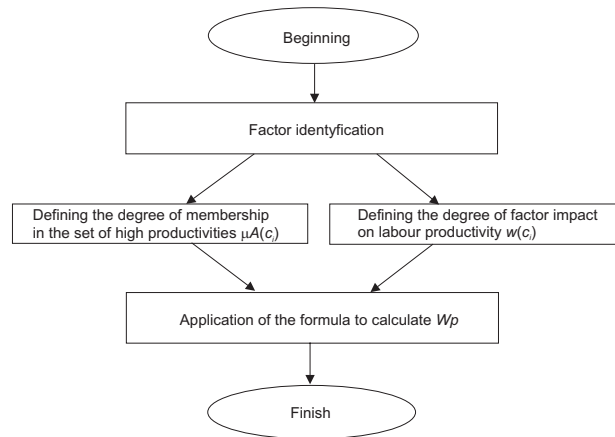 Beginning
Factor identyfication
Defining the degree of membership
in the set of high productivities μA(cᵢ)
Defining the degree of factor impact
on labour productivity w(cᵢ)
Application of the formula to calculate Wp
Finish